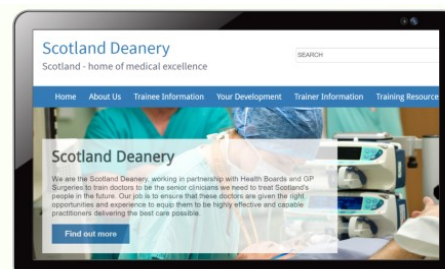 Scotland Deanery
Scotland - home of medical excellence
SEARCH
Home About Us Trainee Information Your Development Trainer Information Training Resource
Scotland Deanery
We are the Scotland Deanery, working in partnership with Health Boards and GP
Surgeries to train doctors to be the senior clinicians we need to treat Scotland's
people in the future. Our job is to ensure that these doctors are given the right
opportunities and experience to equip them to be highly effective and capable
practitioners delivering the best care possible.
Find out more